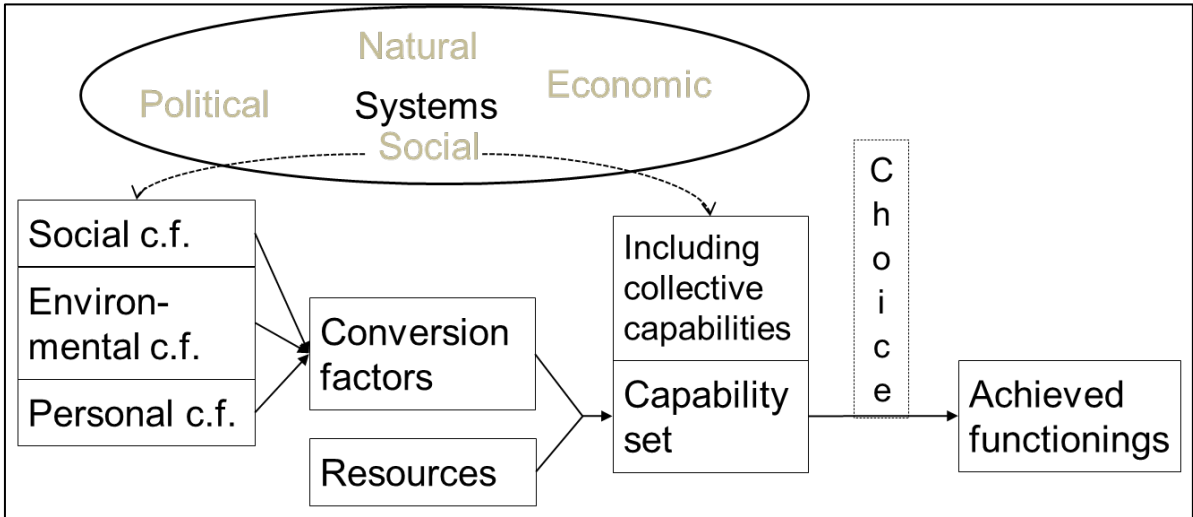 Natural
Political
Systems
Economic
Social
Social c.f.
Environ-
mental c.f.
Personal c.f.
Conversion
factors
Resources
Including
collective
capabilities
Capability
set
Choice
Achieved
functionings